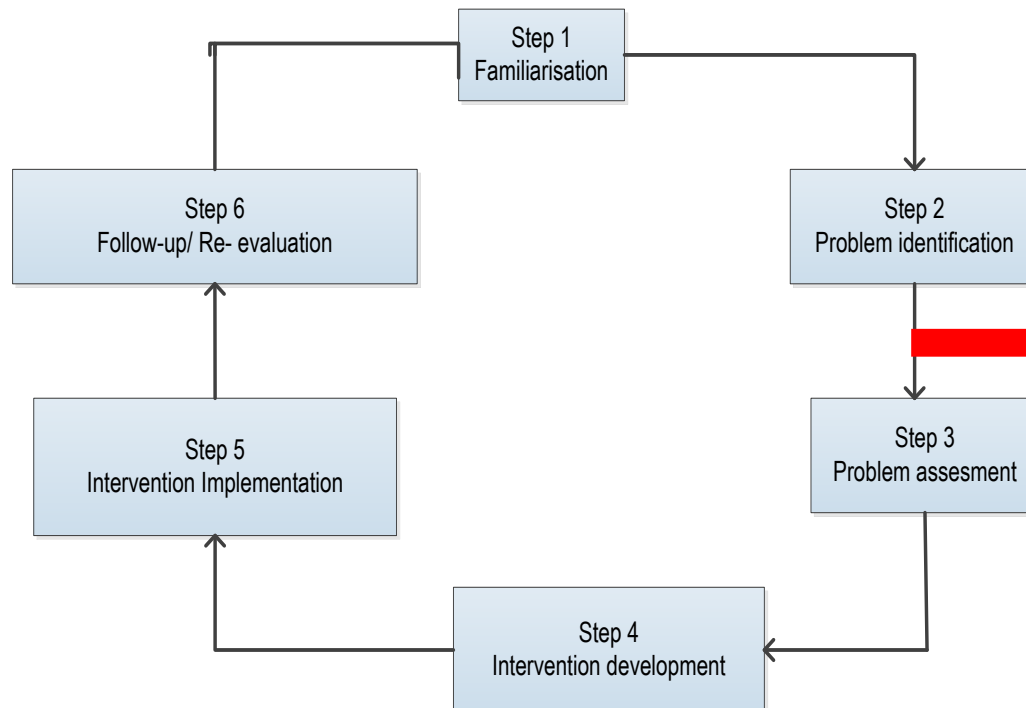 Step 1
Familiarisation
Step 2
Problem identification
Step 3
Problem assesment
Step 4
Intervention development
Step 5
Intervention Implementation
Step 6
Follow-up/ Re- evaluation